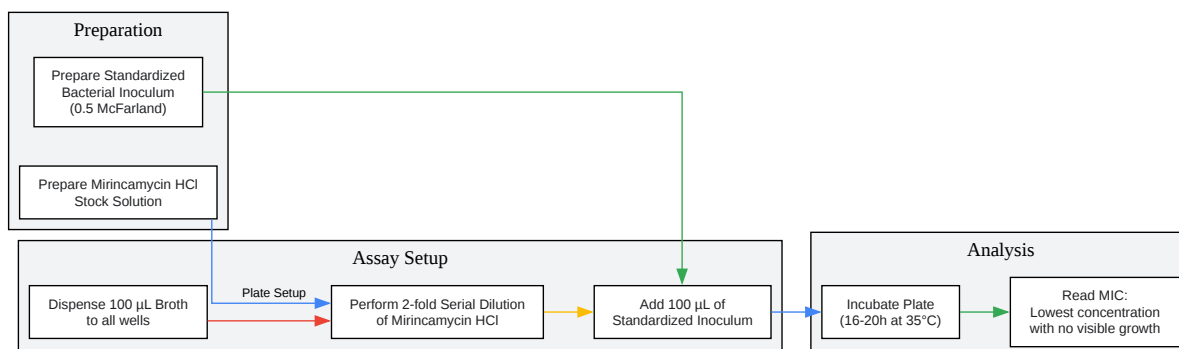 Preparation
Prepare Standardized
Bacterial Inoculum
(0.5 McFarland)
Prepare Mirincamycin HCl
Stock Solution
Assay Setup
Plate Setup
Dispense 100 µL Broth
to all wells
Perform 2-fold Serial Dilution
of Mirincamycin HCl
Add 100 µL of
Standardized Inoculum
Analysis
Incubate Plate
(16-20h at 35°C)
Read MIC:
Lowest concentration
with no visible growth